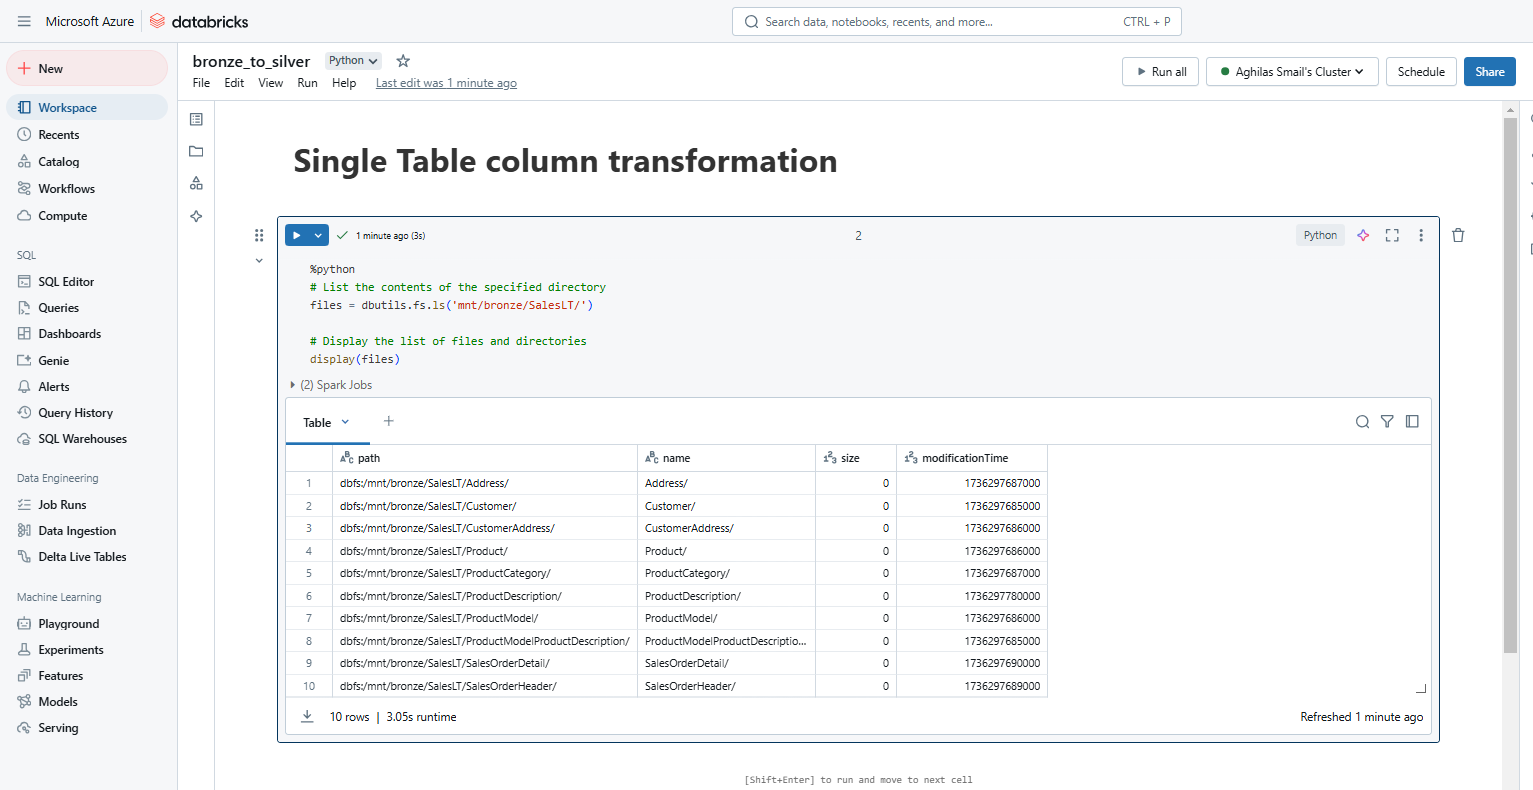 Microsoft Azure databricks
Search data, notebooks, recents, and more... CTRL + P
New
Workspace
Recents
Catalog
Workflows
Compute
SQL
SQL Editor
Queries
Dashboards
Genie
Alerts
Query History
SQL Warehouses
Data Engineering
Job Runs
Data Ingestion
Delta Live Tables
Machine Learning
Playground
Experiments
Features
Models
Serving
bronze_to_silver Python
File Edit View Run Help Last edit was 1 minute ago
Run all Aghilas Smail's Cluster Schedule Share
Single Table column transformation
1 minute ago (3s) 2 Python
%python
# List the contents of the specified directory
files = dbutils.fs.ls('mnt/bronze/SalesLT/')
# Display the list of files and directories
display(files)
(2) Spark Jobs
Table +
path name size modificationTime
1 dbfs:/mnt/bronze/SalesLT/Address/ Address/ 0 1736297687000
2 dbfs:/mnt/bronze/SalesLT/Customer/ Customer/ 0 1736297685000
3 dbfs:/mnt/bronze/SalesLT/CustomerAddress/ CustomerAddress/ 0 1736297686000
4 dbfs:/mnt/bronze/SalesLT/Product/ Product/ 0 1736297686000
5 dbfs:/mnt/bronze/SalesLT/ProductCategory/ ProductCategory/ 0 1736297687000
6 dbfs:/mnt/bronze/SalesLT/ProductDescription/ ProductDescription/ 0 1736297780000
7 dbfs:/mnt/bronze/SalesLT/ProductModel/ ProductModel/ 0 1736297686000
8 dbfs:/mnt/bronze/SalesLT/ProductModelProductDescription/ ProductModelProductDescriptio... 0 1736297685000
9 dbfs:/mnt/bronze/SalesLT/SalesOrderDetail/ SalesOrderDetail/ 0 1736297690000
10 dbfs:/mnt/bronze/SalesLT/SalesOrderHeader/ SalesOrderHeader/ 0 1736297689000
10 rows | 3.05s runtime Refreshed 1 minute ago
[Shift+Enter] to run and move to next cell